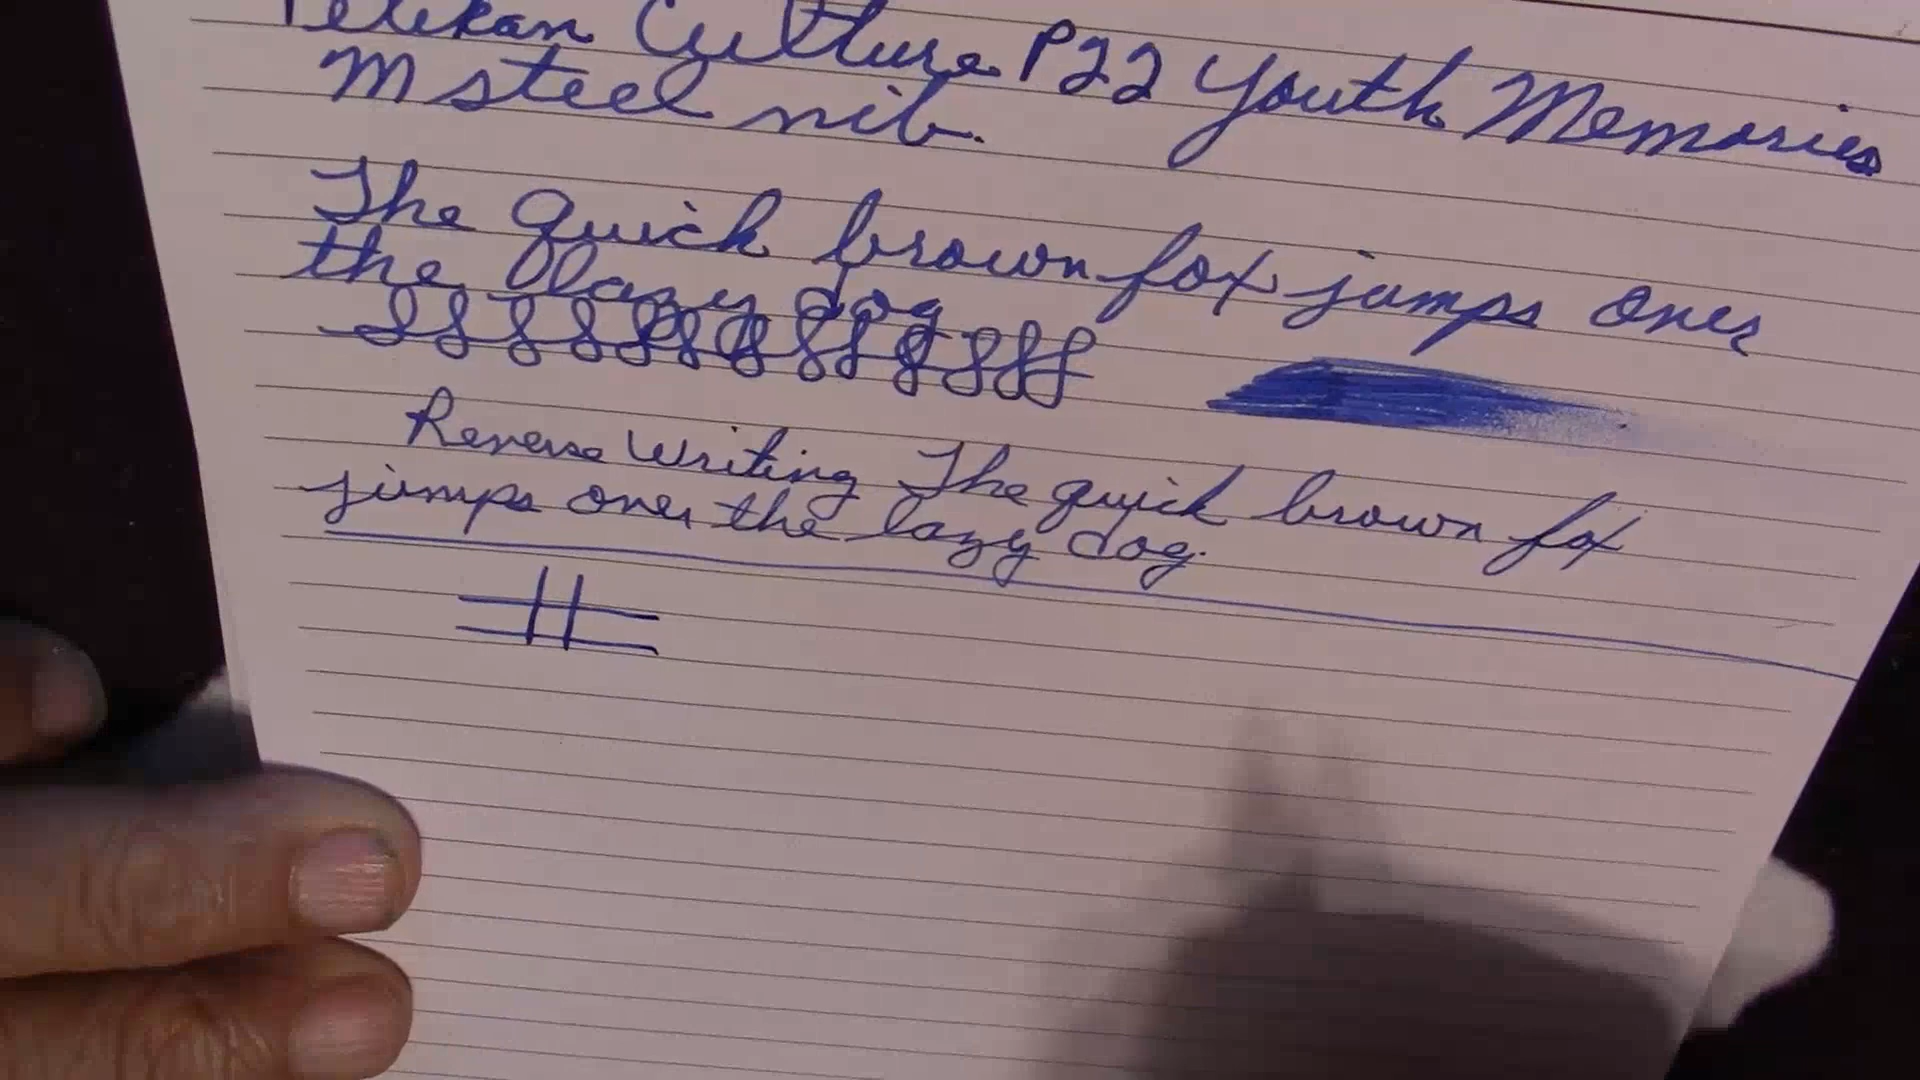 Pelikan Culture P22 Youth Memories
M steel nib.
The quick brown fox jumps over
the lazy dog
Reverse Writing The quick brown fox
jumps over the lazy dog.